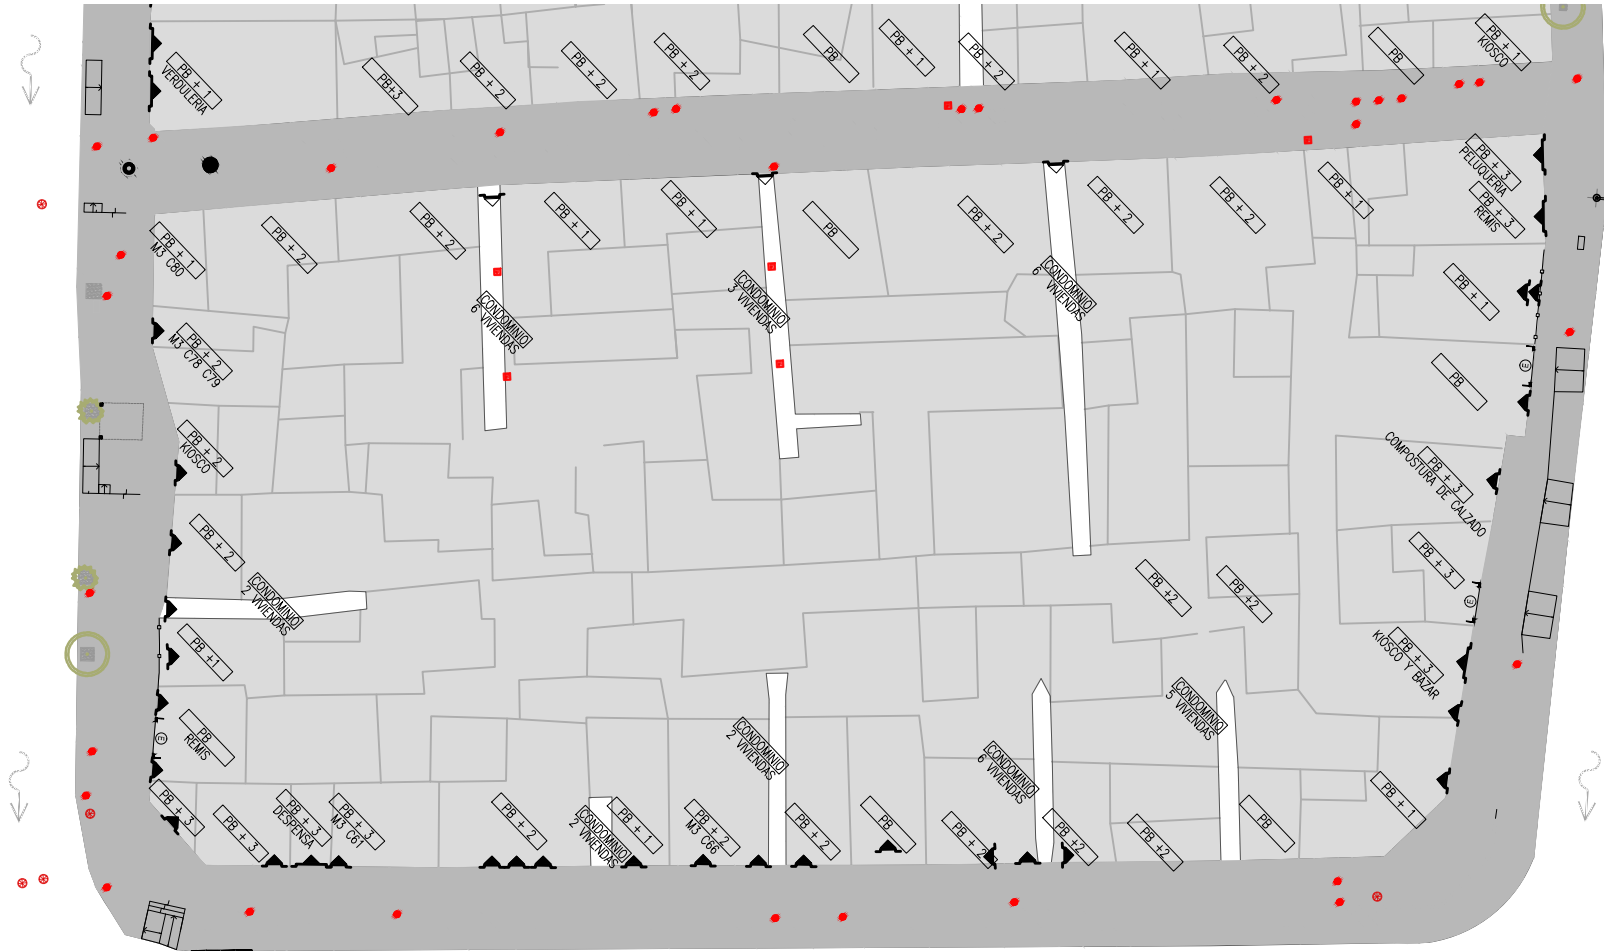 PB + 1
VERDULERIA
PB+3
PB + 2
PB + 2
PB + 2
PB
PB + 1
PB + 2
PB + 1
PB + 2
PB
PB + 1
KIOSCO
PB + 1
M3 C80
PB + 2
PB + 2
PB + 1
PB + 1
PB
PB + 2
PB + 2
PB + 2
PB + 1
PB + 3
PELUQUERIA
PB + 3
REMIS
CONDOMINIO
6 VIVIENDAS
CONDOMINIO
3 VIVIENDAS
CONDOMINIO
6 VIVIENDAS
PB + 1
PB + 2
M3 C78 C79
PB
E
PB + 2
KIOSCO
PB + 3
COMPOSTURA DE CALZADO
PB + 2
PB + 3
CONDOMINIO
2 VIVIENDAS
PB +2
PB +2
E
PB +1
PB + 3
KIOSCO Y BAZAR
PB
REMIS
E
CONDOMINIO
2 VIVIENDAS
CONDOMINIO
6 VIVIENDAS
CONDOMINIO
5 VIVIENDAS
PB + 3
PB + 3
PB + 3
DESPENSA
PB + 3
M3 C61
PB + 2
CONDOMINIO
2 VIVIENDAS
PB + 1
PB + 2
M3 C66
PB + 2
PB
PB + 2
PB +2
PB +2
PB
PB + 1